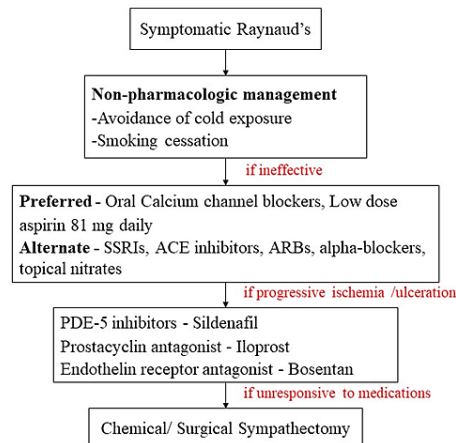 Symptomatic Raynaud's
Non-pharmacologic management
-Avoidance of cold exposure
-Smoking cessation
if ineffective
Preferred - Oral Calcium channel blockers, Low dose
aspirin 81 mg daily
Alternate - SSRIs, ACE inhibitors, ARBs, alpha-blockers,
topical nitrates
if progressive ischemia /ulceration
PDE-5 inhibitors - Sildenafil
Prostacyclin antagonist - Iloprost
Endothelin receptor antagonist - Bosentan
if unresponsive to medications
Chemical/ Surgical Sympathectomy